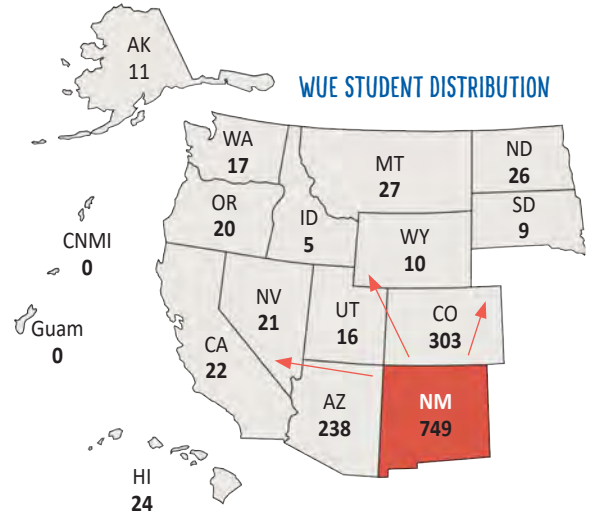 AK
11
WUE STUDENT DISTRIBUTION
WA
17
MT
27
ND
26
OR
20
ID
5
SD
9
WY
10
CNMI
0
NV
21
UT
16
CO
303
Guam
0
CA
22
AZ
238
NM
749
HI
24